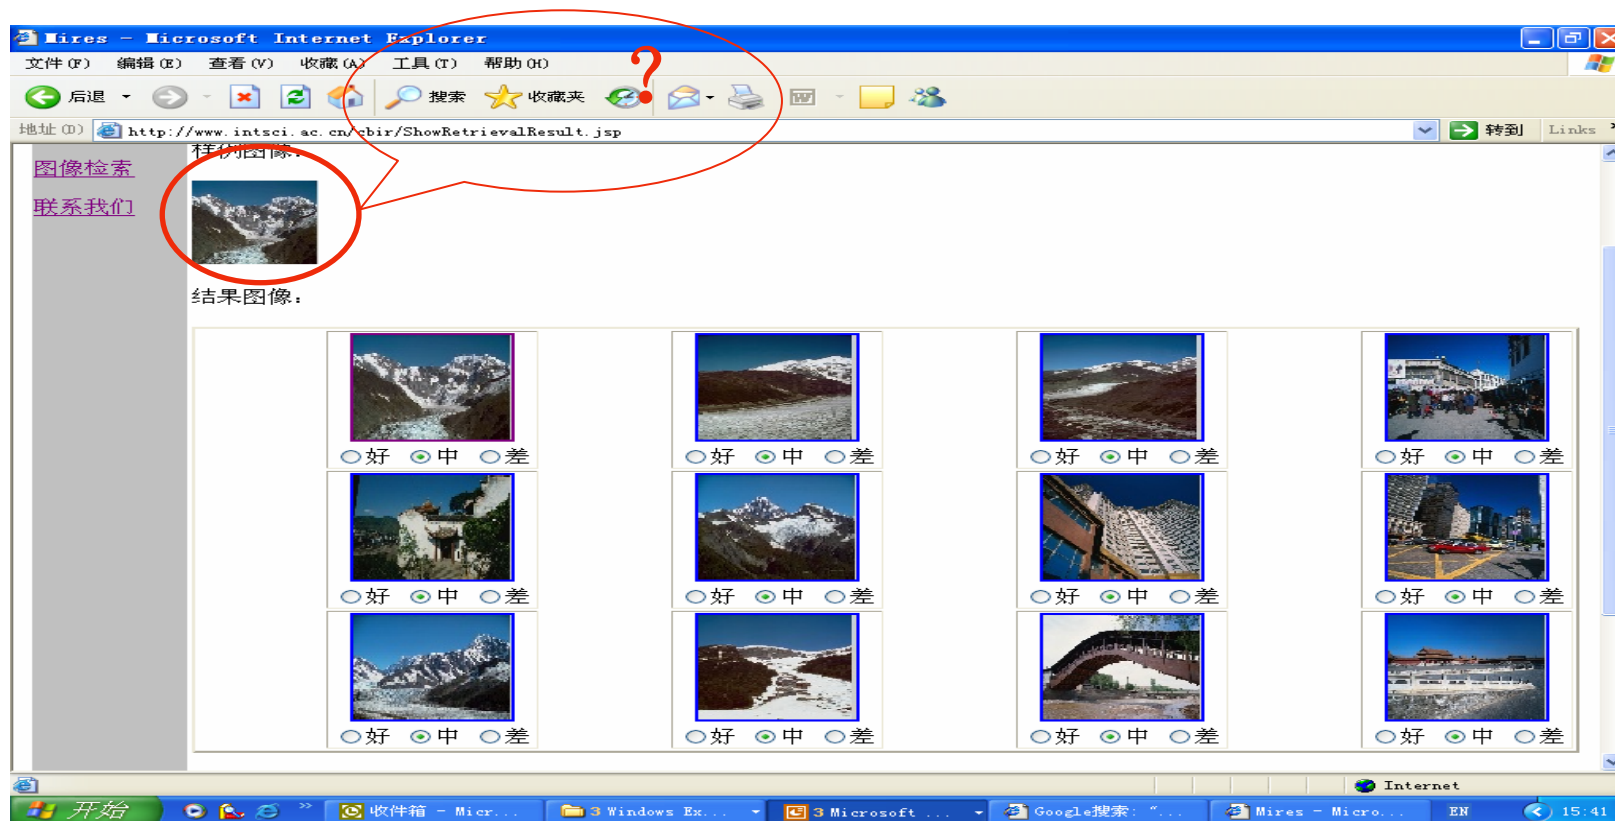 Mires - Microsoft Internet Explorer
文件(F) 编辑(E) 查看(V) 收藏(A) 工具(T) 帮助(H)
?
后退 搜索 收藏夹
地址(D) http://www.intsci.ac.cn/cbir/ShowRetrievalResult.jsp 转到 Links
样例图像:
图像检索
联系我们
结果图像:
好 中 差 好 中 差 好 中 差 好 中 差
好 中 差 好 中 差 好 中 差 好 中 差
好 中 差 好 中 差 好 中 差 好 中 差
Internet
开始 收件箱 - Micr... 3 Windows Ex... 3 Microsoft ... Google搜索: "... Mires - Micro... EN 15:41